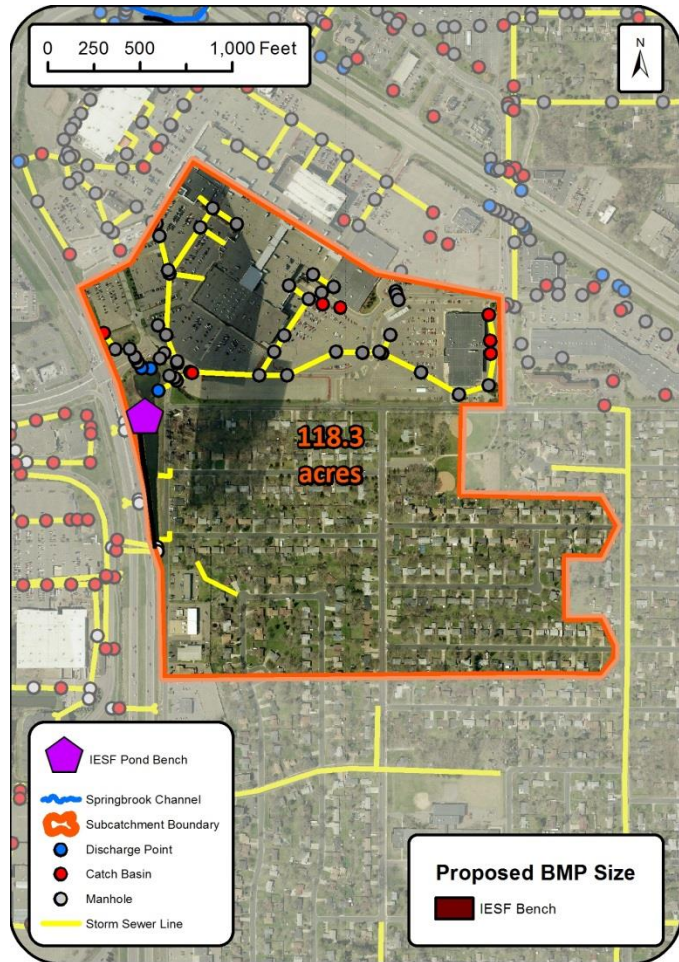 0 250 500 1,000 Feet
N
118.3
acres
IESF Pond Bench
Springbrook Channel
Subcatchment Boundary
Discharge Point
Catch Basin
Manhole
Storm Sewer Line
Proposed BMP Size
IESF Bench